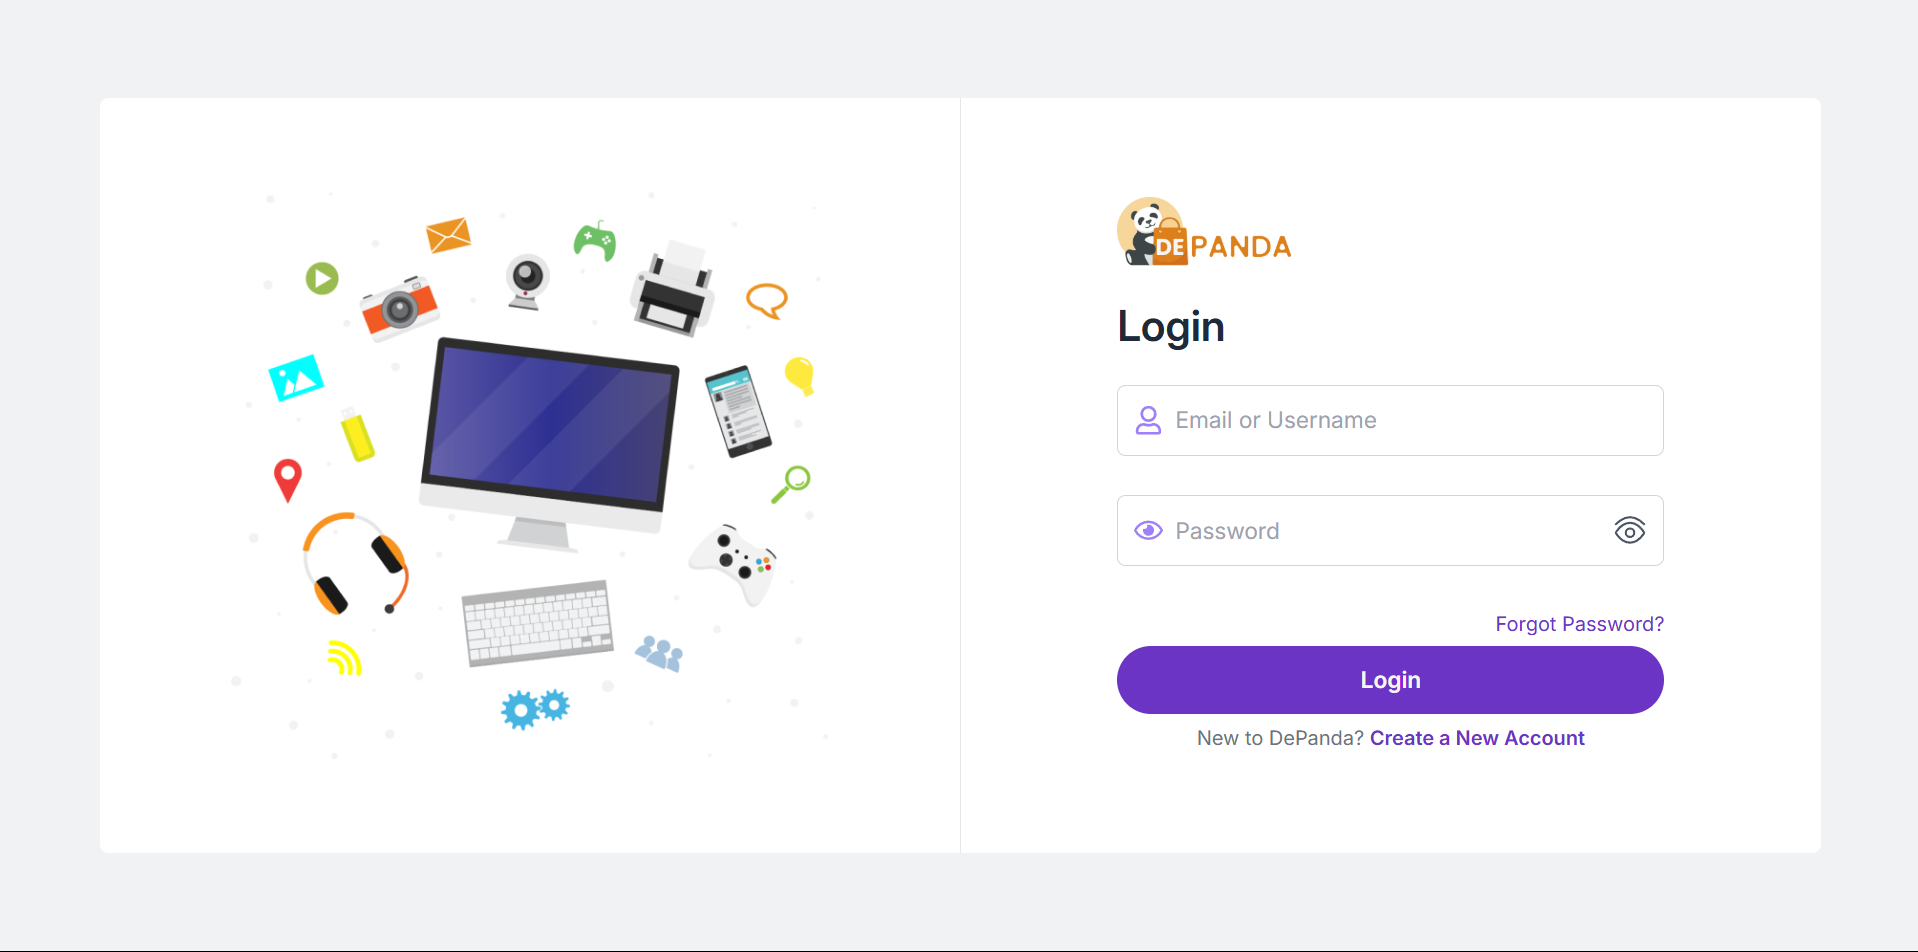 DEPANDA
Login
Email or Username
Password
Forgot Password?
Login
New to DePanda? Create a New Account